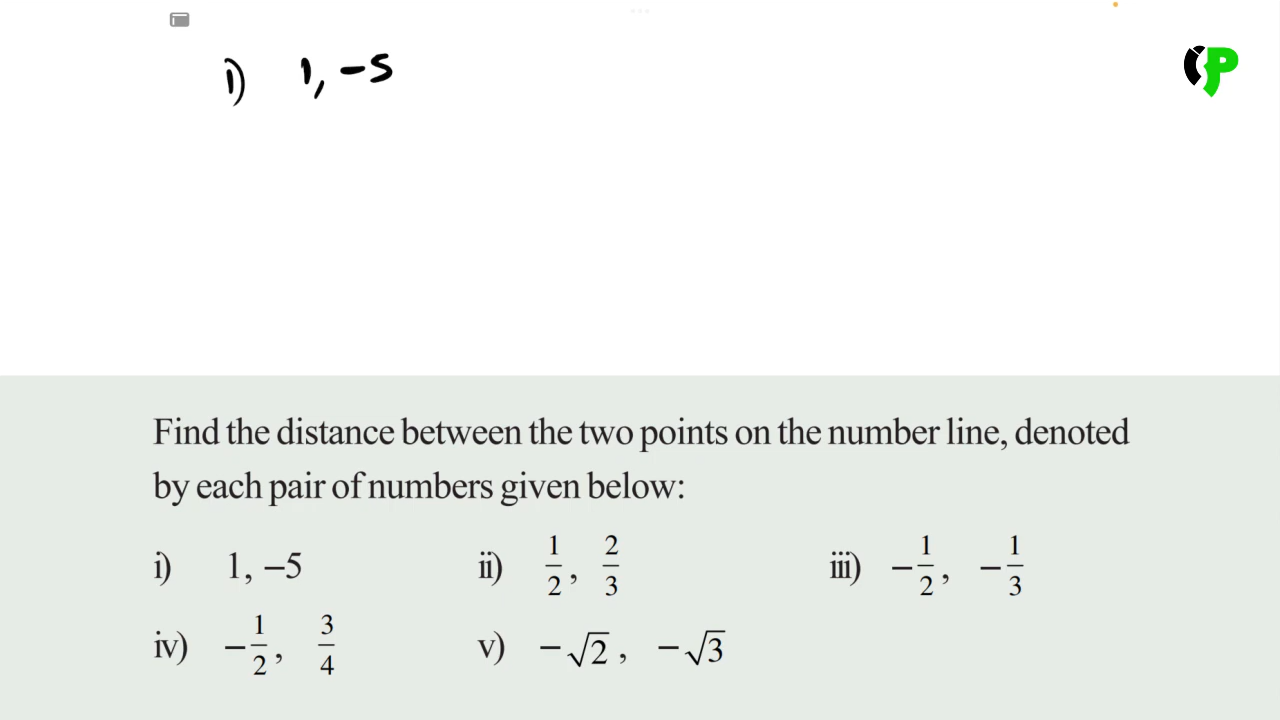 i) 1, -5
P
Find the distance between the two points on the number line, denoted
by each pair of numbers given below:
i) 1, −5 ii) 1/2, 2/3 iii) −1/2, −1/3
iv) −1/2, 3/4 v) −√2, −√3